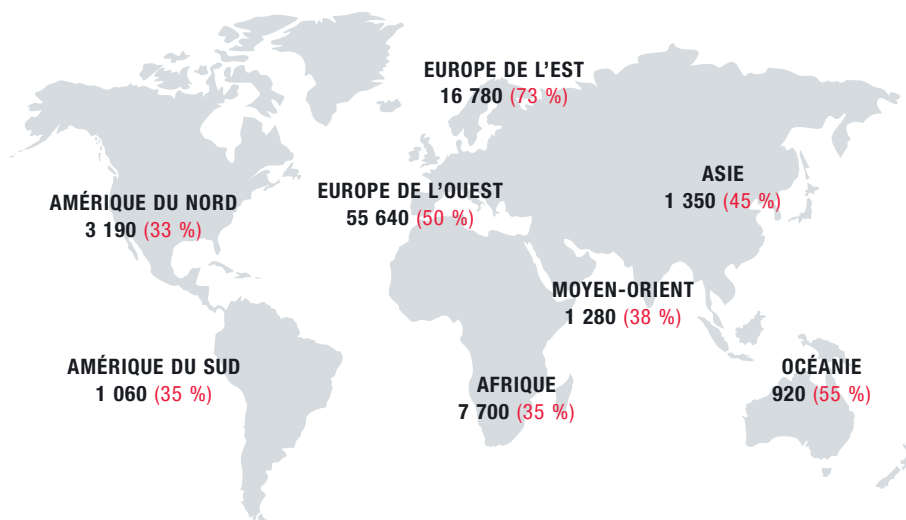 EUROPE DE L’EST
16 780 (73 %)
EUROPE DE L’OUEST
55 640 (50 %)
ASIE
1 350 (45 %)
AMÉRIQUE DU NORD
3 190 (33 %)
MOYEN-ORIENT
1 280 (38 %)
AMÉRIQUE DU SUD
1 060 (35 %)
AFRIQUE
7 700 (35 %)
OCÉANIE
920 (55 %)